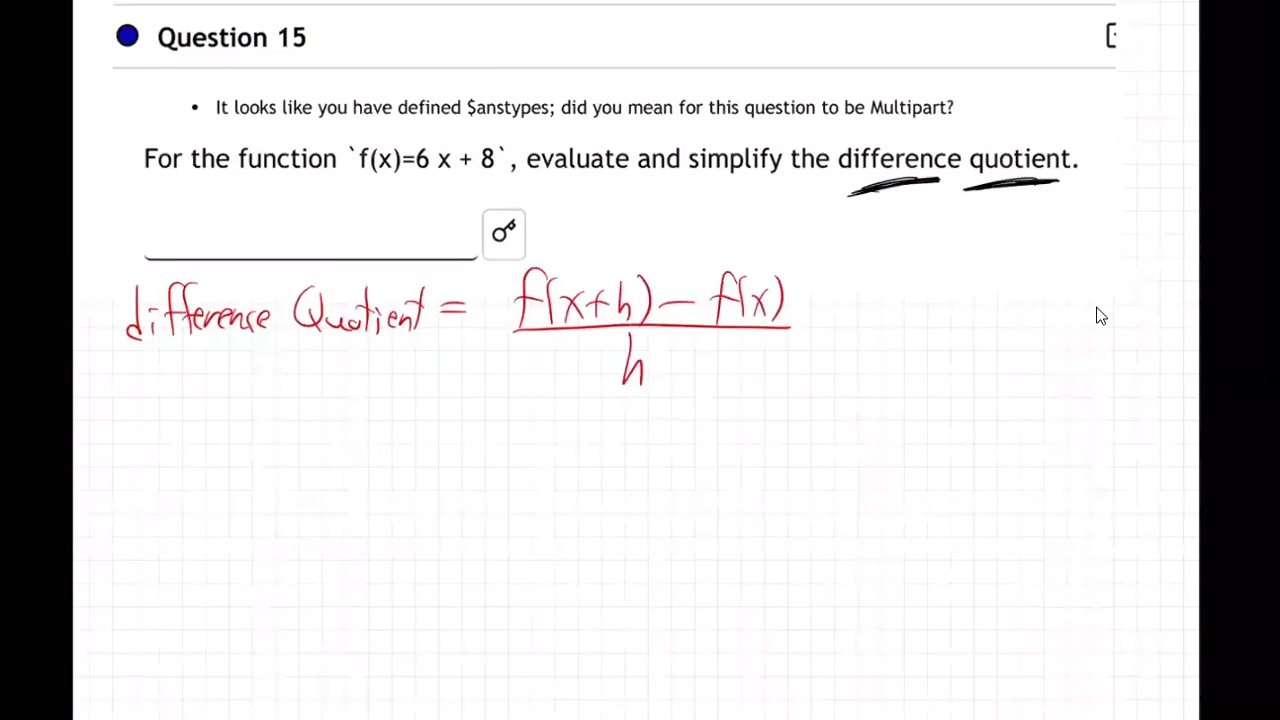 Question 15
• It looks like you have defined $anstypes; did you mean for this question to be Multipart?
For the function `f(x)=6 x + 8`, evaluate and simplify the difference quotient.
difference Quotient = f(x+h) - f(x)
h